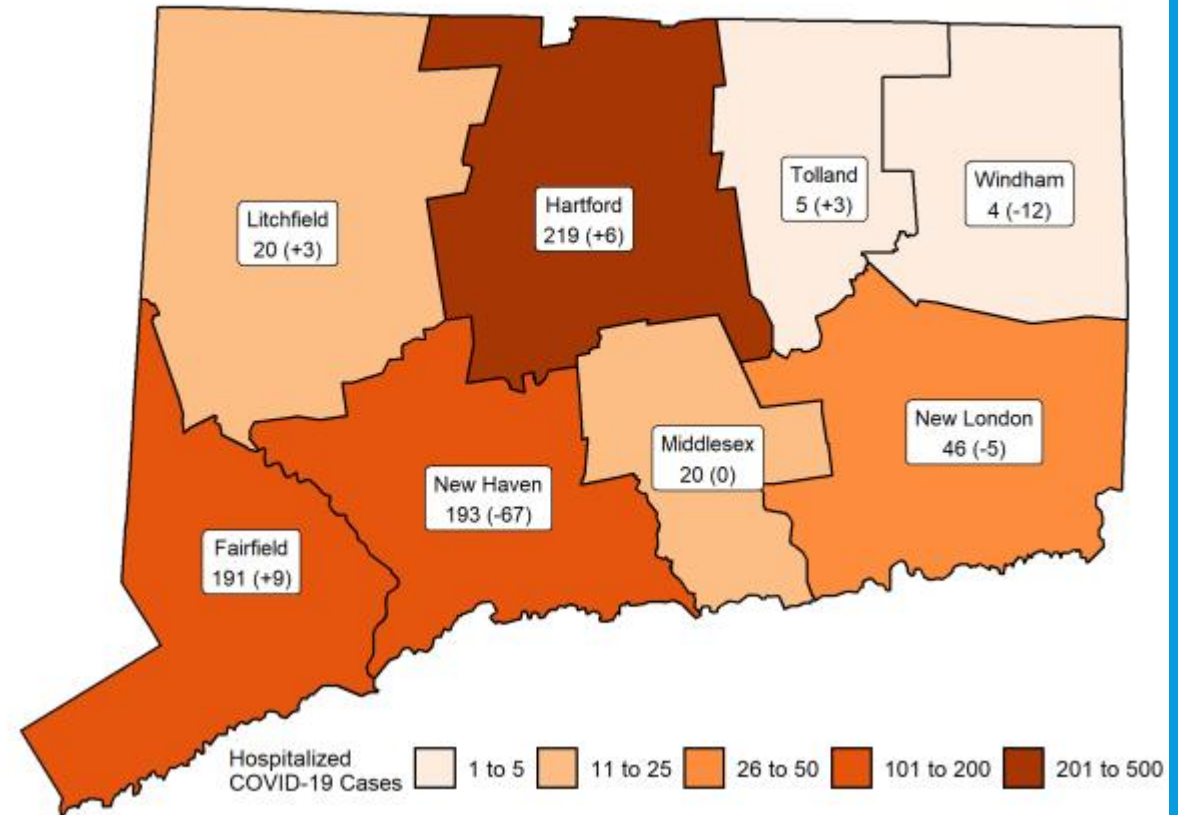 Tolland
5 (+3)
Windham
4 (-12)
Hartford
219 (+6)
Litchfield
20 (+3)
New London
46 (-5)
Middlesex
20 (0)
New Haven
193 (-67)
Fairfield
191 (+9)
Hospitalized
COVID-19 Cases
1 to 5
11 to 25
26 to 50
101 to 200
201 to 500